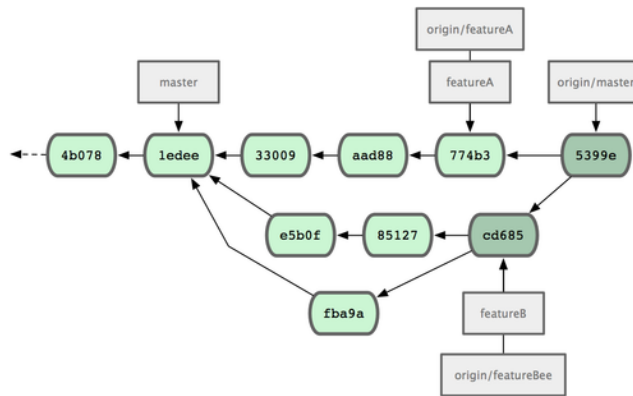 origin/featureA
master
featureA
origin/master
4b078
1edee
33009
aad88
774b3
5399e
e5b0f
85127
cd685
fba9a
featureB
origin/featureBee